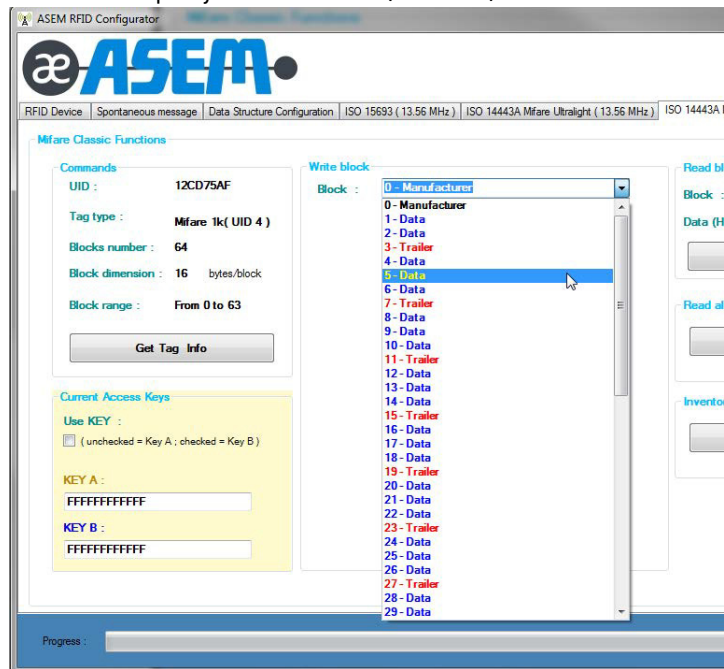 ASEM RFID Configurator
æ ASEM
RFID Device Spontaneous message Data Structure Configuration ISO 15693 ( 13.56 MHz ) ISO 14443A Mifare Ultralight ( 13.56 MHz ) ISO 14443A
Mifare Classic Functions
Commands
UID : 12CD75AF
Tag type : Mifare 1k( UID 4 )
Blocks number : 64
Block dimension : 16 bytes/block
Block range : From 0 to 63
Get Tag Info
Current Access Keys
Use KEY :
( unchecked = Key A ; checked = Key B )
KEY A :
FFFFFFFFFFFF
KEY B :
FFFFFFFFFFFF
Write block
Block : 0 - Manufacturer
0 - Manufacturer
1 - Data
2 - Data
3 - Trailer
4 - Data
5 - Data
6 - Data
7 - Trailer
8 - Data
9 - Data
10 - Data
11 - Trailer
12 - Data
13 - Data
14 - Data
15 - Trailer
16 - Data
17 - Data
18 - Data
19 - Trailer
20 - Data
21 - Data
22 - Data
23 - Trailer
24 - Data
25 - Data
26 - Data
27 - Trailer
28 - Data
29 - Data
Read bl
Block :
Data (H
Read al
Invento
Progress :